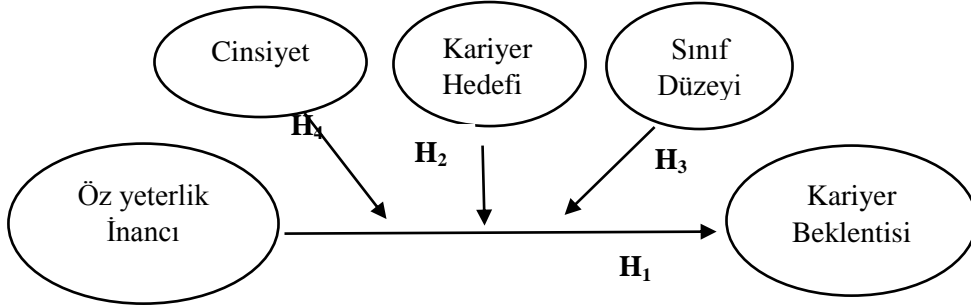 Cinsiyet
Kariyer
Hedefi
Sınıf
Düzeyi
H₄
H₂
H₃
Öz yeterlik
İnancı
Kariyer
Beklentisi
H₁